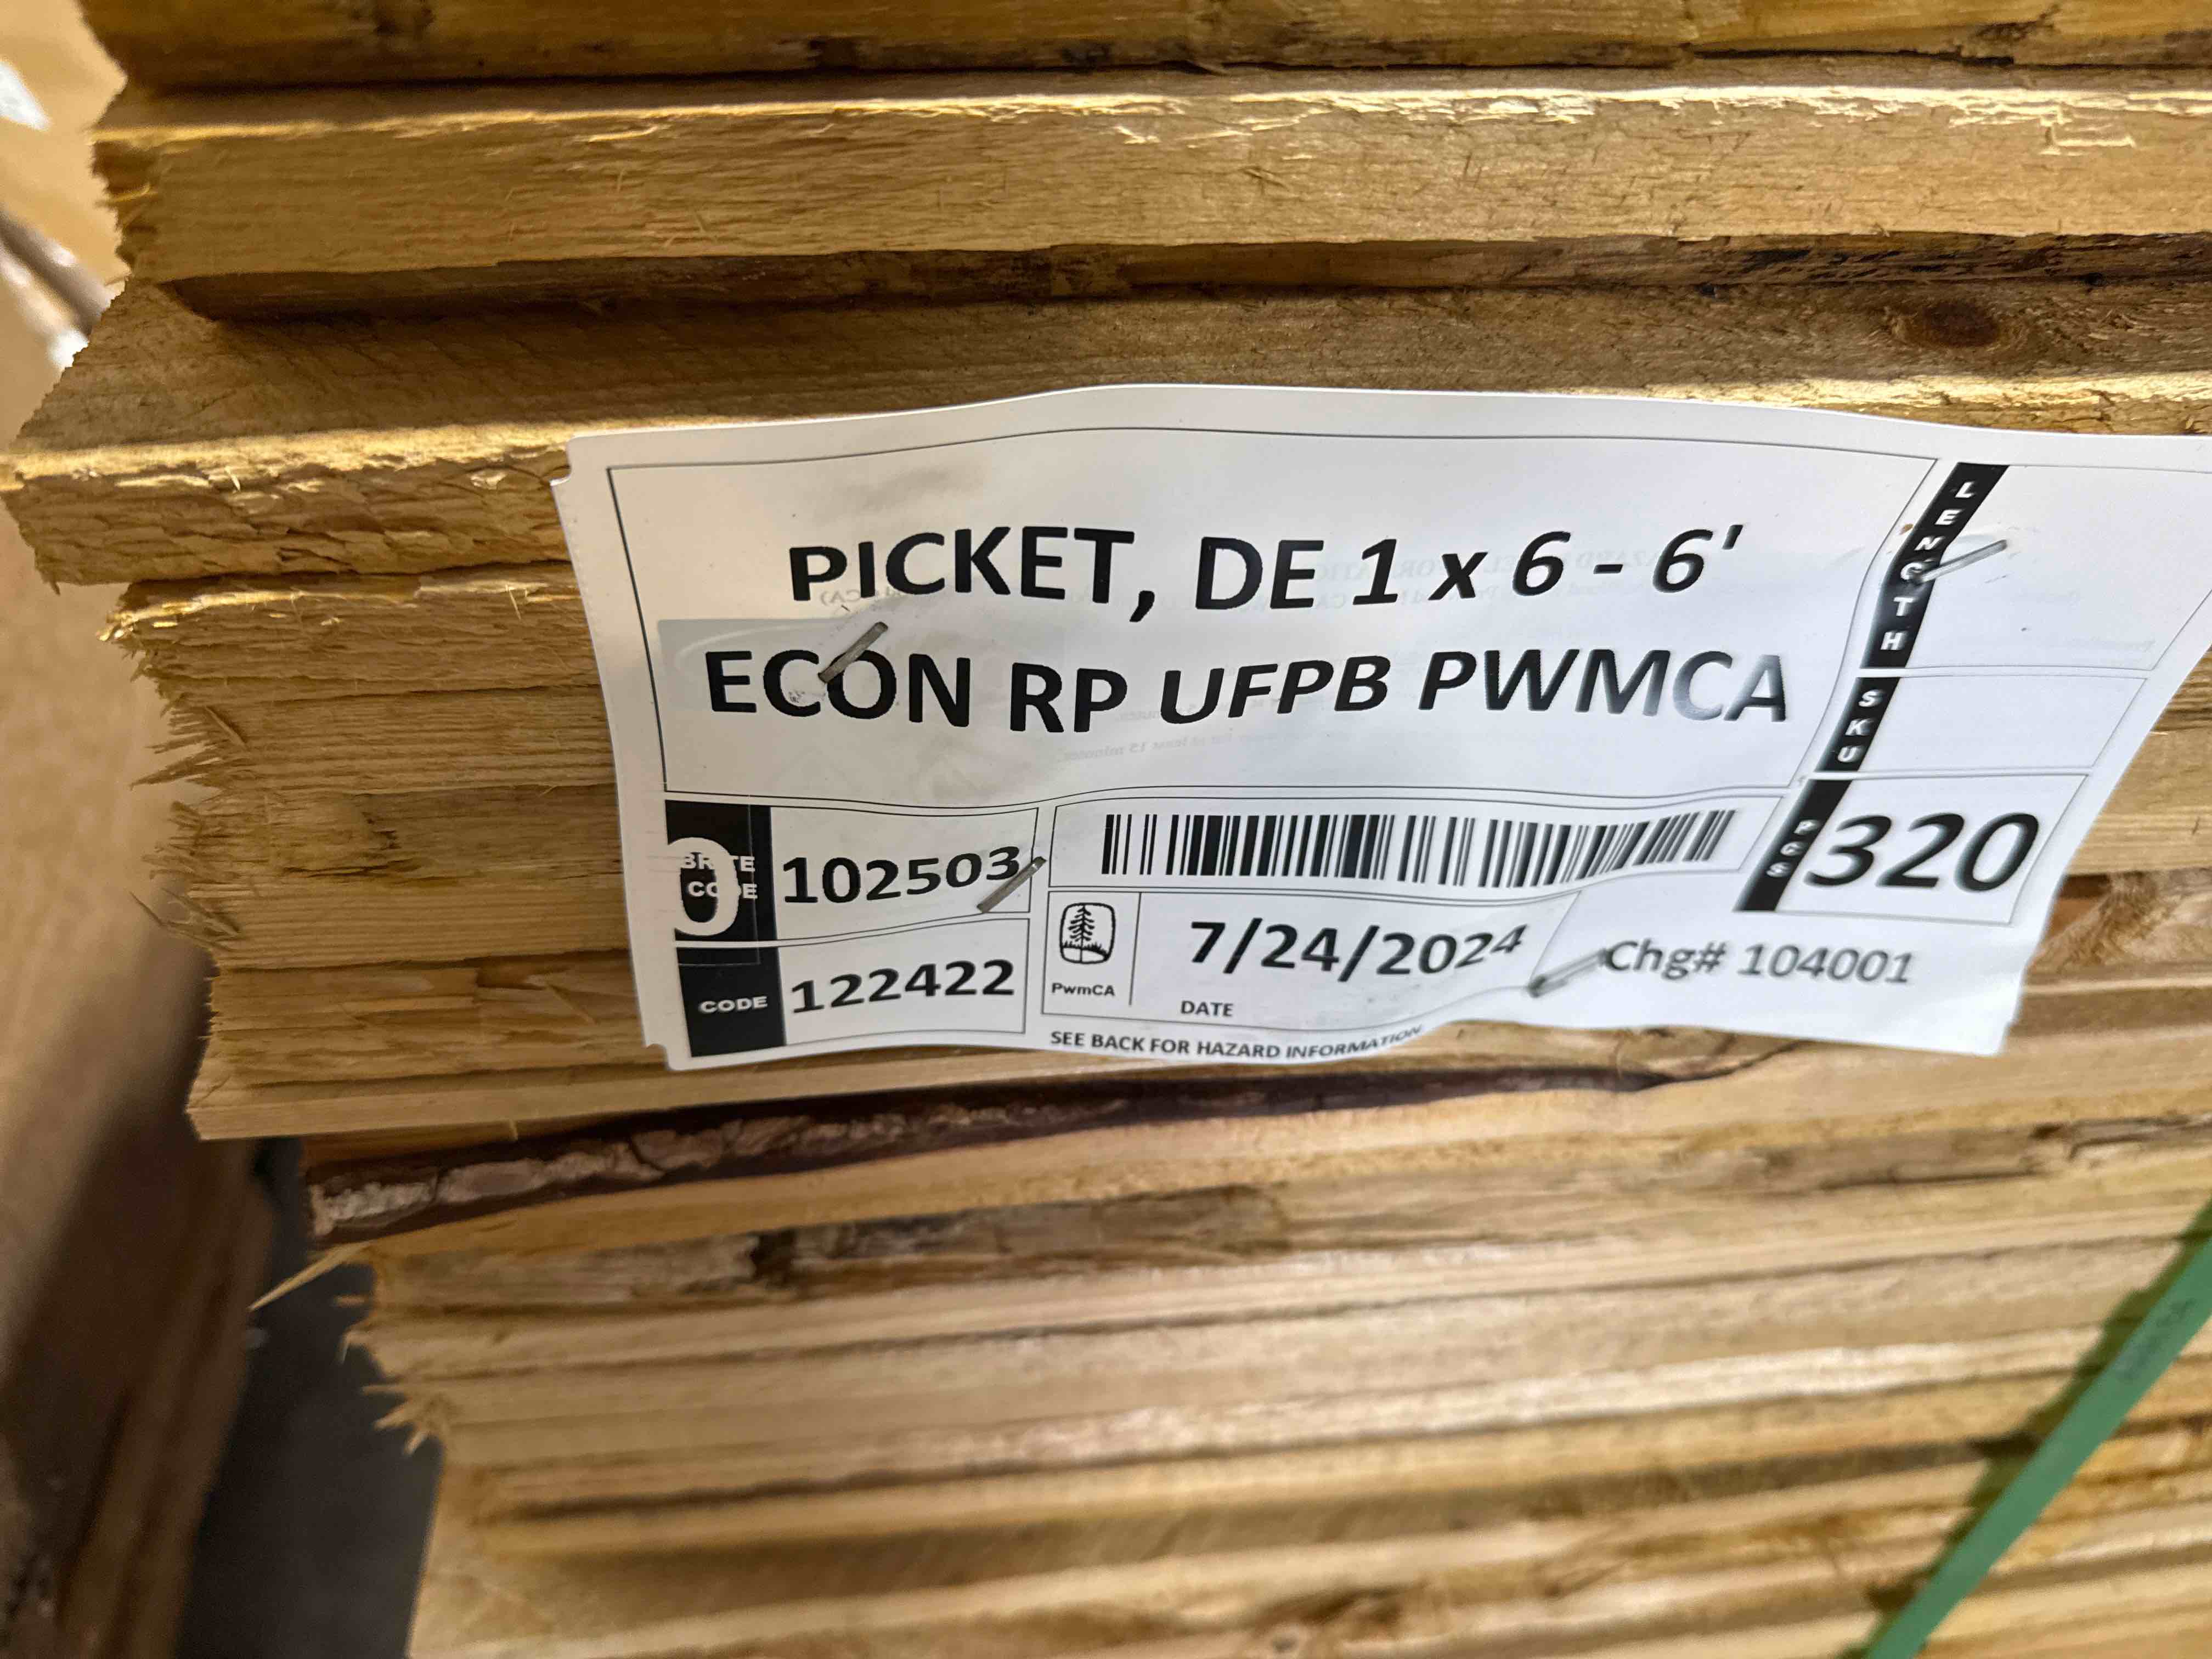 PICKET, DE 1 x 6 - 6'
ECON RP UFPB PWMCA
LENGTH
SKU
PCS 320
BRITE CODE 102503
0
CODE 122422
PwmCA
7/24/2024
DATE
Chg# 104001
SEE BACK FOR HAZARD INFORMATION